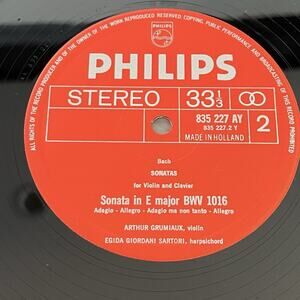 ALL RIGHTS OF THE RECORD PRODUCER AND OF THE OWNER OF THE WORK REPRODUCED RESERVED. COPYING, PUBLIC PERFORMANCE AND BROADCASTING OF THIS RECORD PROHIBITED
PHILIPS
PHILIPS
STEREO 33 1/3
835 227 AY
835 227.2 Y
MADE IN HOLLAND
2
Bach
SONATAS
for Violin and Clavier
Sonata in E major BWV 1016
Adagio - Allegro - Adagio ma non tanto - Allegro
ARTHUR GRUMIAUX, violin
EGIDA GIORDANI SARTORI, harpsichord